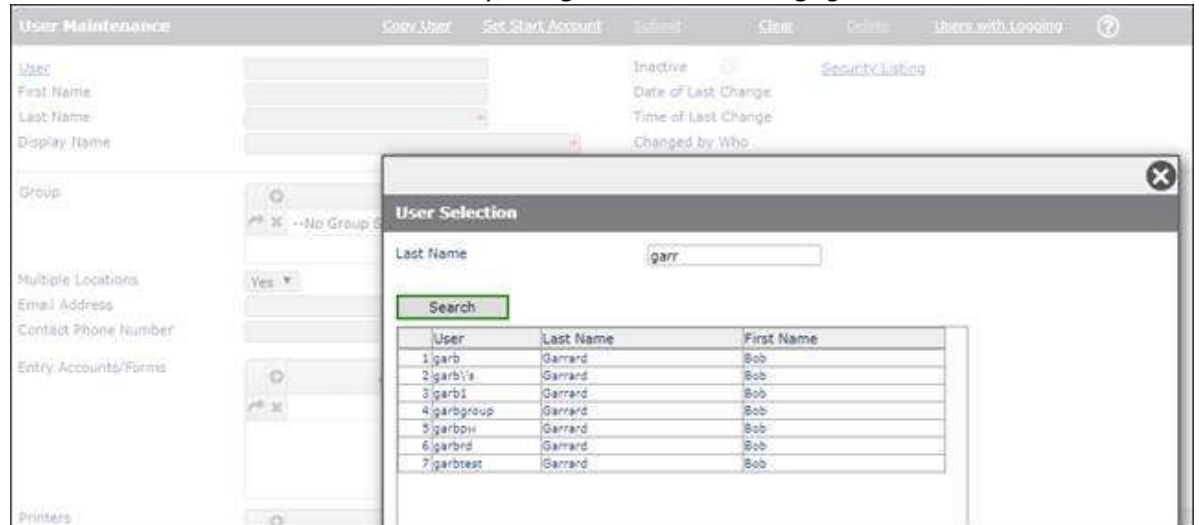 User Maintenance Copy User Set Start Account Submit Clear Delete Users with Logging ?
User Inactive Security Listing
First Name Date of Last Change
Last Name Time of Last Change
Display Name Changed by Who
Group
--No Group S
User Selection
Last Name garr
Multiple Locations Yes
Email Address
Search
Contact Phone Number
User Last Name First Name
1 garb Garrard Bob
Entry Accounts/Forms
2 garb\'s Garrard Bob
3 garb1 Garrard Bob
4 garbgroup Garrard Bob
5 garbpw Garrard Bob
6 garbrd Garrard Bob
7 garbtest Garrard Bob
Printers